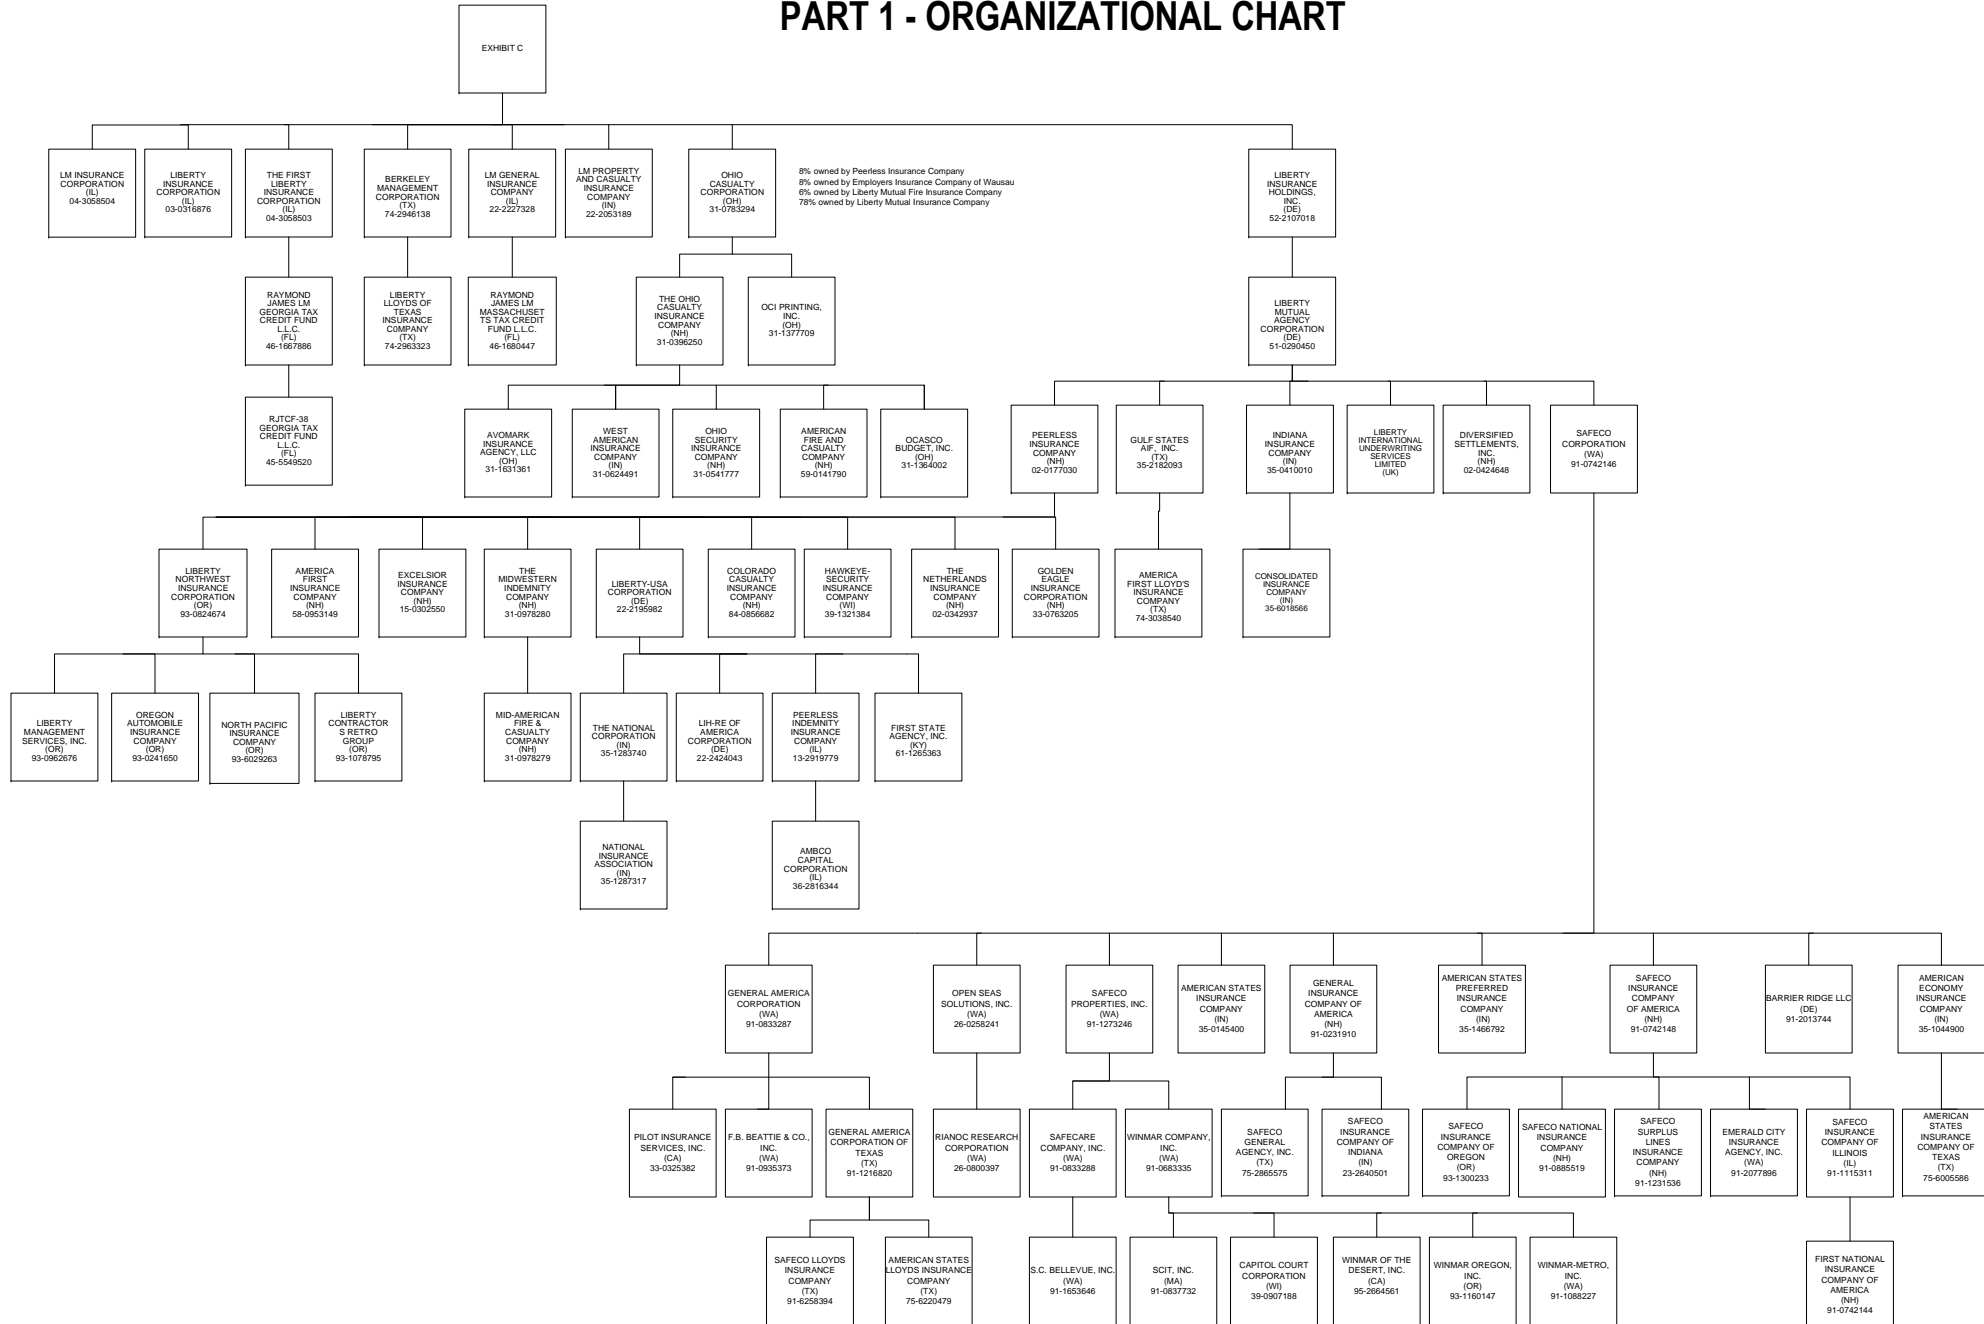 PART 1 - ORGANIZATIONAL CHART
EXHIBIT C
LM INSURANCE
CORPORATION
(IL)
04-3058504
LIBERTY
INSURANCE
CORPORATION
(IL)
03-0316876
THE FIRST
LIBERTY
INSURANCE
CORPORATION
(IL)
04-3058503
BERKELEY
MANAGEMENT
CORPORATION
(TX)
74-2946138
LM GENERAL
INSURANCE
COMPANY
(IL)
22-2227328
LM PROPERTY
AND CASUALTY
INSURANCE
COMPANY
(IN)
22-2053189
OHIO
CASUALTY
CORPORATION
(OH)
31-0783294
8% owned by Peerless Insurance Company
8% owned by Employers Insurance Company of Wausau
6% owned by Liberty Mutual Fire Insurance Company
78% owned by Liberty Mutual Insurance Company
LIBERTY
INSURANCE
HOLDINGS,
INC.
(DE)
52-2107018
RAYMOND
JAMES LM
GEORGIA TAX
CREDIT FUND
L.L.C.
(FL)
46-1667886
LIBERTY
LLOYDS OF
TEXAS
INSURANCE
C0MPANY
(TX)
74-2963323
RAYMOND
JAMES LM
MASSACHUSET
TS TAX CREDIT
FUND L.L.C.
(FL)
46-1680447
THE OHIO
CASUALTY
INSURANCE
COMPANY
(NH)
31-0396250
OCI PRINTING,
INC.
(OH)
31-1377709
LIBERTY
MUTUAL
AGENCY
CORPORATION
(DE)
51-0290450
RJTCF-38
GEORGIA TAX
CREDIT FUND
L.L.C.
(FL)
45-5549520
AVOMARK
INSURANCE
AGENCY, LLC
(OH)
31-1631361
WEST
AMERICAN
INSURANCE
COMPANY
(IN)
31-0624491
OHIO
SECURITY
INSURANCE
COMPANY
(NH)
31-0541777
AMERICAN
FIRE AND
CASUALTY
COMPANY
(NH)
59-0141790
OCASCO
BUDGET, INC.
(OH)
31-1364002
PEERLESS
INSURANCE
COMPANY
(NH)
02-0177030
GULF STATES
AIF, INC.
(TX)
35-2182093
INDIANA
INSURANCE
COMPANY
(IN)
35-0410010
LIBERTY
INTERNATIONAL
UNDERWRITING
SERVICES
LIMITED
(UK)
DIVERSIFIED
SETTLEMENTS,
INC.
(NH)
02-0424648
SAFECO
CORPORATION
(WA)
91-0742146
LIBERTY
NORTHWEST
INSURANCE
CORPORATION
(OR)
93-0824674
AMERICA
FIRST
INSURANCE
COMPANY
(NH)
58-0953149
EXCELSIOR
INSURANCE
COMPANY
(NH)
15-0302550
THE
MIDWESTERN
INDEMNITY
COMPANY
(NH)
31-0978280
LIBERTY-USA
CORPORATION
(DE)
22-2195982
COLORADO
CASUALTY
INSURANCE
COMPANY
(NH)
84-0856682
HAWKEYE-
SECURITY
INSURANCE
COMPANY
(WI)
39-1321384
THE
NETHERLANDS
INSURANCE
COMPANY
(NH)
02-0342937
GOLDEN
EAGLE
INSURANCE
CORPORATION
(NH)
33-0763205
AMERICA
FIRST LLOYD'S
INSURANCE
COMPANY
(TX)
74-3038540
CONSOLIDATED
INSURANCE
COMPANY
(IN)
35-6018566
LIBERTY
MANAGEMENT
SERVICES, INC.
(OR)
93-0962676
OREGON
AUTOMOBILE
INSURANCE
COMPANY
(OR)
93-0241650
NORTH PACIFIC
INSURANCE
COMPANY
(OR)
93-6029263
LIBERTY
CONTRACTOR
S RETRO
GROUP
(OR)
93-1078795
MID-AMERICAN
FIRE &
CASUALTY
COMPANY
(NH)
31-0978279
THE NATIONAL
CORPORATION
(IN)
35-1283740
LIH-RE OF
AMERICA
CORPORATION
(DE)
22-2424043
PEERLESS
INDEMNITY
INSURANCE
COMPANY
(IL)
13-2919779
FIRST STATE
AGENCY, INC.
(KY)
61-1265363
NATIONAL
INSURANCE
ASSOCIATION
(IN)
35-1287317
AMBCO
CAPITAL
CORPORATION
(IL)
36-2816344
GENERAL AMERICA
CORPORATION
(WA)
91-0833287
OPEN SEAS
SOLUTIONS, INC.
(WA)
26-0258241
SAFECO
PROPERTIES, INC.
(WA)
91-1273246
AMERICAN STATES
INSURANCE
COMPANY
(IN)
35-0145400
GENERAL
INSURANCE
COMPANY OF
AMERICA
(NH)
91-0231910
AMERICAN STATES
PREFERRED
INSURANCE
COMPANY
(IN)
35-1466792
SAFECO
INSURANCE
COMPANY
OF AMERICA
(NH)
91-0742148
BARRIER RIDGE LLC
(DE)
91-2013744
AMERICAN
ECONOMY
INSURANCE
COMPANY
(IN)
35-1044900
PILOT INSURANCE
SERVICES, INC.
(CA)
33-0325382
F.B. BEATTIE & CO.,
INC.
(WA)
91-0935373
GENERAL AMERICA
CORPORATION OF
TEXAS
(TX)
91-1216820
RIANOC RESEARCH
CORPORATION
(WA)
26-0800397
SAFECARE
COMPANY, INC.
(WA)
91-0833288
WINMAR COMPANY,
INC.
(WA)
91-0683335
SAFECO
GENERAL
AGENCY, INC.
(TX)
75-2865575
SAFECO
INSURANCE
COMPANY OF
INDIANA
(IN)
23-2640501
SAFECO
INSURANCE
COMPANY OF
OREGON
(OR)
93-1300233
SAFECO NATIONAL
INSURANCE
COMPANY
(NH)
91-0885519
SAFECO
SURPLUS
LINES
INSURANCE
COMPANY
(NH)
91-1231536
EMERALD CITY
INSURANCE
AGENCY, INC.
(WA)
91-2077896
SAFECO
INSURANCE
COMPANY OF
ILLINOIS
(IL)
91-1115311
AMERICAN
STATES
INSURANCE
COMPANY OF
TEXAS
(TX)
75-6005586
SAFECO LLOYDS
INSURANCE
COMPANY
(TX)
91-6258394
AMERICAN STATES
LLOYDS INSURANCE
COMPANY
(TX)
75-6220479
S.C. BELLEVUE, INC.
(WA)
91-1653646
SCIT, INC.
(MA)
91-0837732
CAPITOL COURT
CORPORATION
(WI)
39-0907188
WINMAR OF THE
DESERT, INC.
(CA)
95-2664561
WINMAR OREGON,
INC.
(OR)
93-1160147
WINMAR-METRO,
INC.
(WA)
91-1088227
FIRST NATIONAL
INSURANCE
COMPANY OF
AMERICA
(NH)
91-0742144